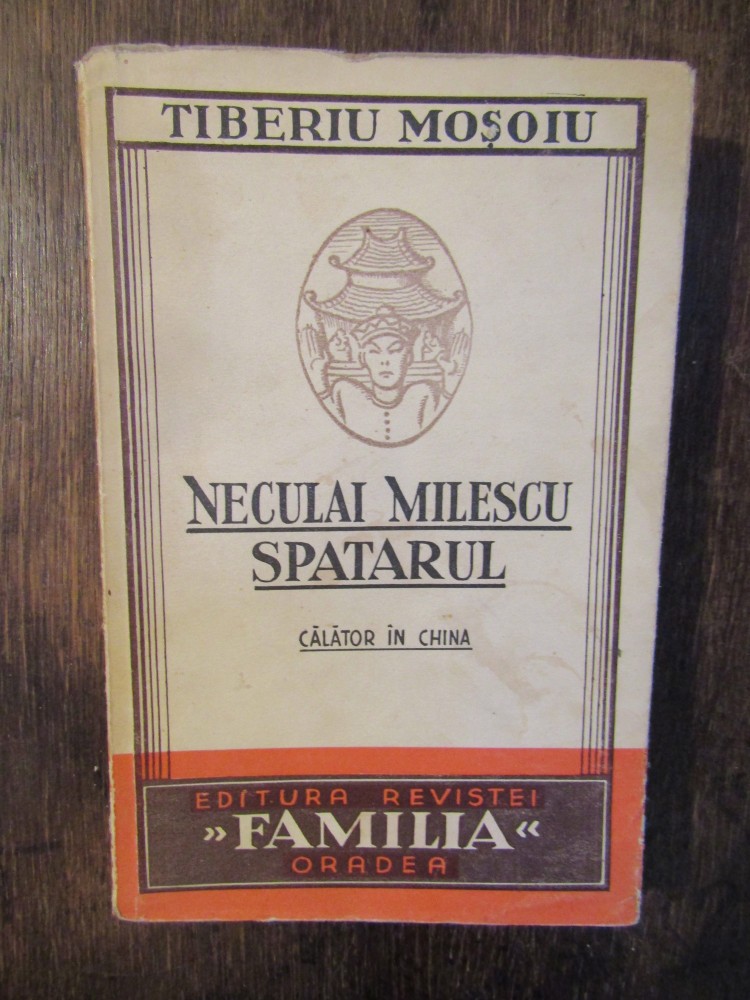 TIBERIU MOȘOIU
NECULAI MILESCU
SPATARUL
CĂLĂTOR ÎN CHINA
EDITURA REVISTEI
»FAMILIA«
ORADEA